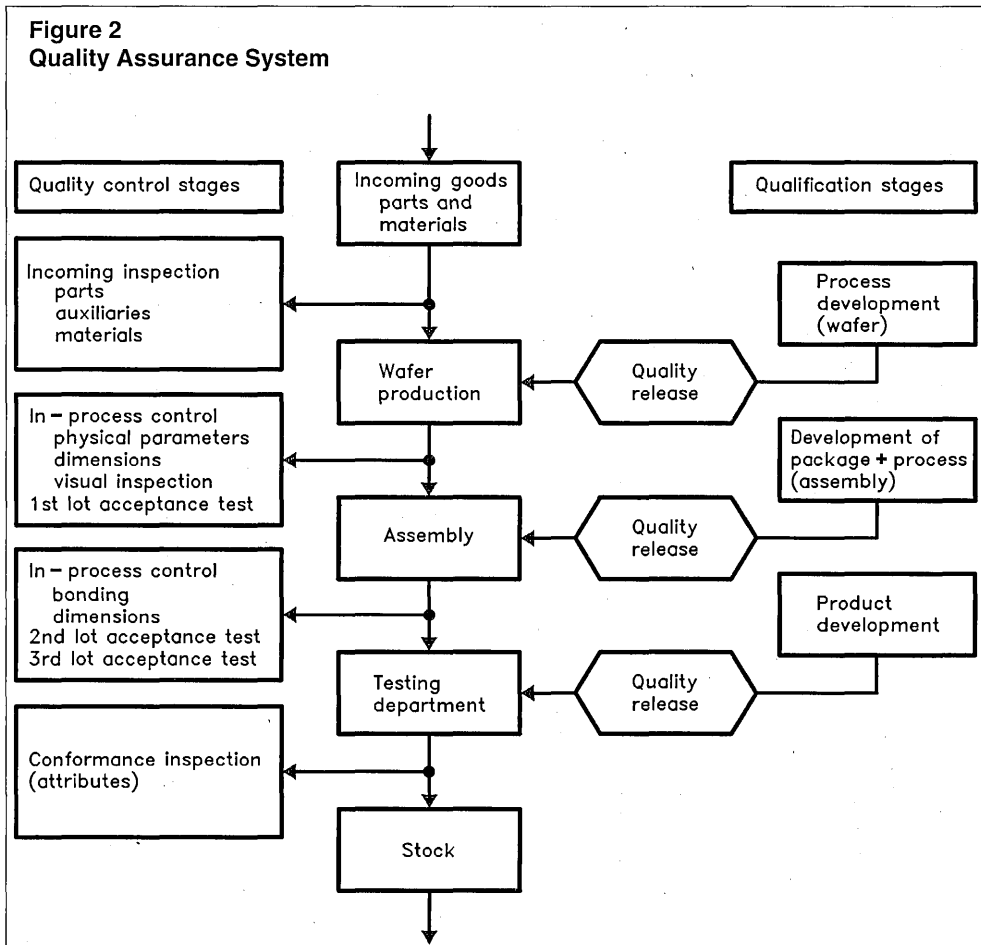 Figure 2
Quality Assurance System
Quality control stages
Incoming goods
parts and
materials
Qualification stages
Incoming inspection
parts
auxiliaries
materials
Process
development
(wafer)
Wafer
production
Quality
release
In-process control
physical parameters
dimensions
visual inspection
1st lot acceptance test
Development of
package + process
(assembly)
Assembly
Quality
release
In-process control
bonding
dimensions
2nd lot acceptance test
3rd lot acceptance test
Product
development
Testing
department
Quality
release
Conformance inspection
(attributes)
Stock